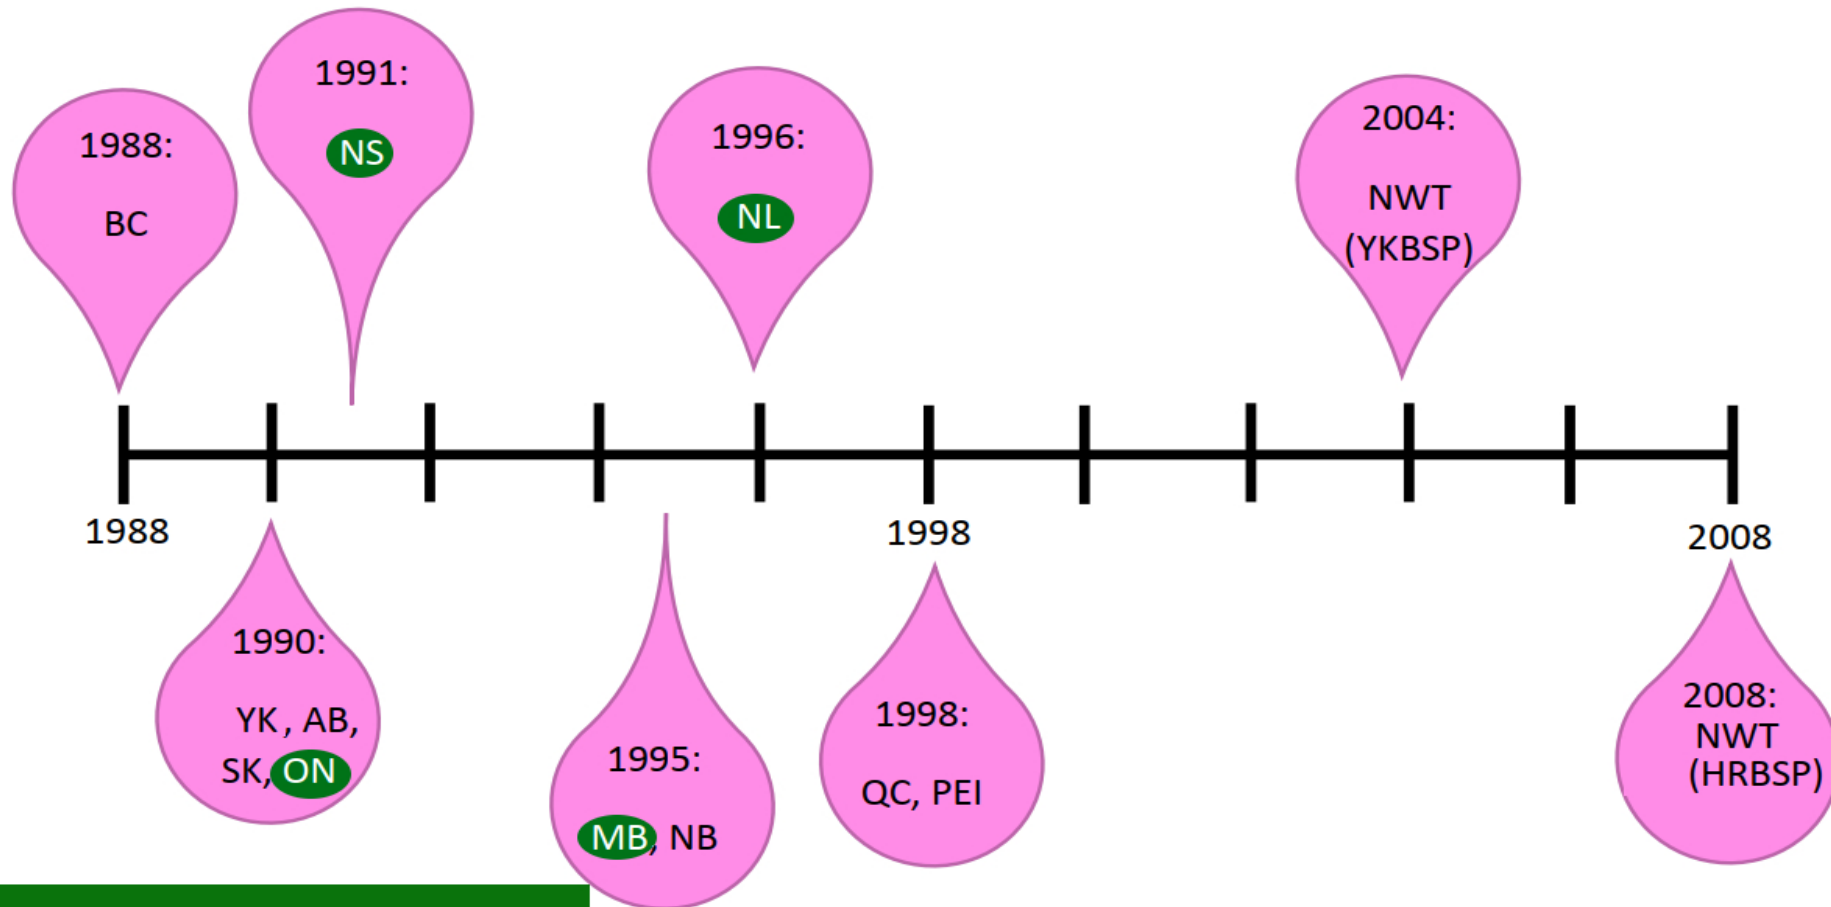 1988:
BC
1991:
NS
1996:
NL
2004:
NWT
(YKBSP)
1988
1998
2008
1990:
YK , AB,
SK, ON
1995:
MB, NB
1998:
QC, PEI
2008:
NWT
(HRBSP)